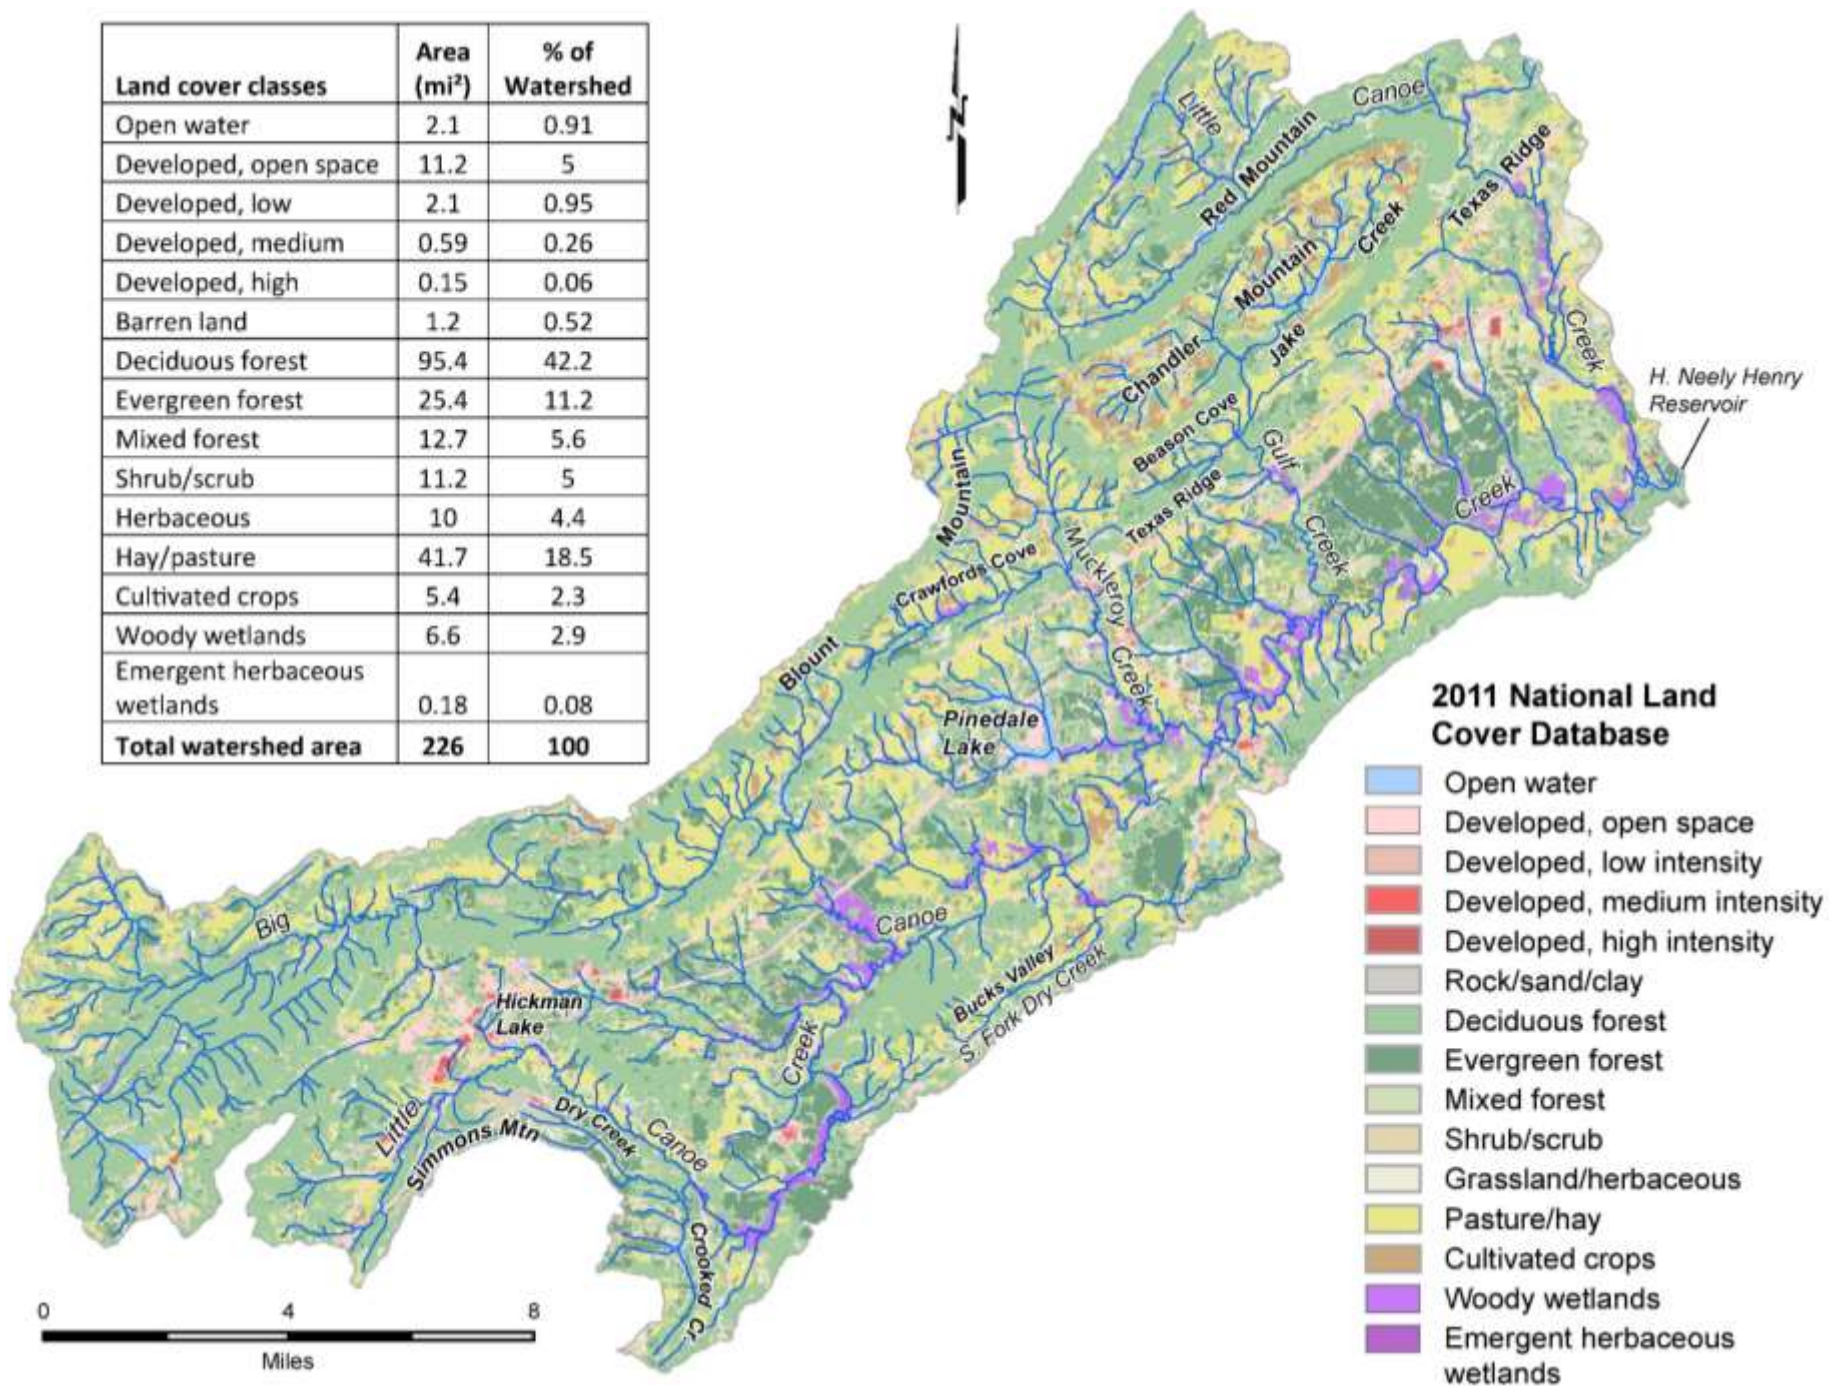 Land cover classes Area (mi²) % of Watershed
Open water 2.1 0.91
Developed, open space 11.2 5
Developed, low 2.1 0.95
Developed, medium 0.59 0.26
Developed, high 0.15 0.06
Barren land 1.2 0.52
Deciduous forest 95.4 42.2
Evergreen forest 25.4 11.2
Mixed forest 12.7 5.6
Shrub/scrub 11.2 5
Herbaceous 10 4.4
Hay/pasture 41.7 18.5
Cultivated crops 5.4 2.3
Woody wetlands 6.6 2.9
Emergent herbaceous
wetlands 0.18 0.08
Total watershed area 226 100
N
Little
Canoe
Creek
Red Mountain
Texas Ridge
Chandler
Mountain
Jake
Creek
H. Neely Henry
Reservoir
Beason Cove
Gulf
Creek
Creek
Texas Ridge
Blount
Mountain
Crawfords Cove
Muckleroy
Creek
Pinedale
Lake
Big
Canoe
Creek
Bucks Valley
S. Fork Dry Creek
Hickman
Lake
Little
Canoe
Simmons Mtn
Dry Creek
Crooked Cr.
0 4 8
Miles
2011 National Land
Cover Database
Open water
Developed, open space
Developed, low intensity
Developed, medium intensity
Developed, high intensity
Rock/sand/clay
Deciduous forest
Evergreen forest
Mixed forest
Shrub/scrub
Grassland/herbaceous
Pasture/hay
Cultivated crops
Woody wetlands
Emergent herbaceous
wetlands